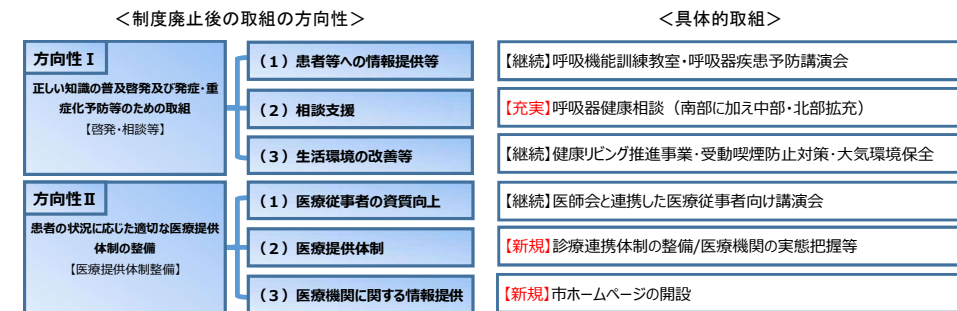 ＜制度廃止後の取組の方向性＞
＜具体的取組＞
方向性Ⅰ
正しい知識の普及啓発及び発症・重
症化予防等のための取組
【啓発・相談等】
（1）患者等への情報提供等
【継続】呼吸機能訓練教室・呼吸器疾患予防講演会
（2）相談支援
【充実】呼吸器健康相談（南部に加え中部・北部拡充）
（3）生活環境の改善等
【継続】健康リビング推進事業・受動喫煙防止対策・大気環境保全
方向性Ⅱ
患者の状況に応じた適切な医療提供
体制の整備
【医療提供体制整備】
（1）医療従事者の資質向上
【継続】医師会と連携した医療従事者向け講演会
（2）医療提供体制
【新規】診療連携体制の整備/医療機関の実態把握等
（3）医療機関に関する情報提供
【新規】市ホームページの開設